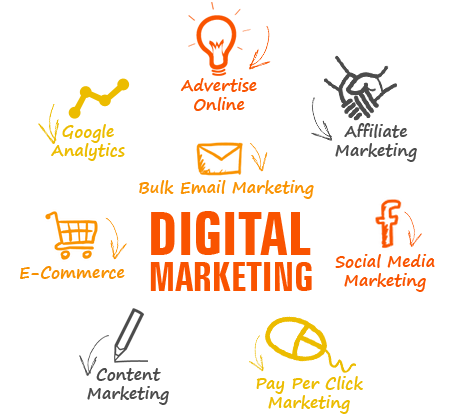 Advertise
Online
Google
Analytics
Affiliate
Marketing
Bulk Email Marketing
DIGITAL
MARKETING
E-Commerce
Social Media
Marketing
Content
Marketing
Pay Per Click
Marketing